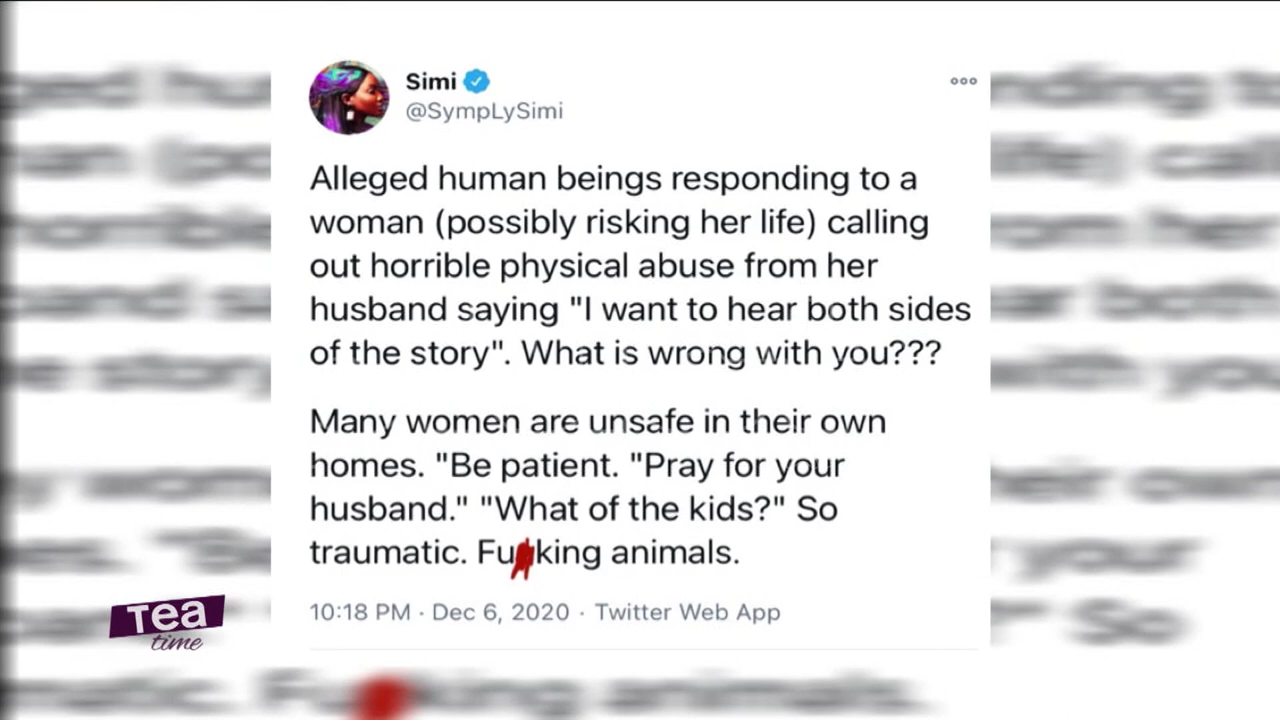 Simi
@SympLySimi
Alleged human beings responding to a
woman (possibly risking her life) calling
out horrible physical abuse from her
husband saying "I want to hear both sides
of the story". What is wrong with you???
Many women are unsafe in their own
homes. "Be patient. "Pray for your
husband." "What of the kids?" So
traumatic. Fu king animals.
10:18 PM · Dec 6, 2020 · Twitter Web App
Tea
time